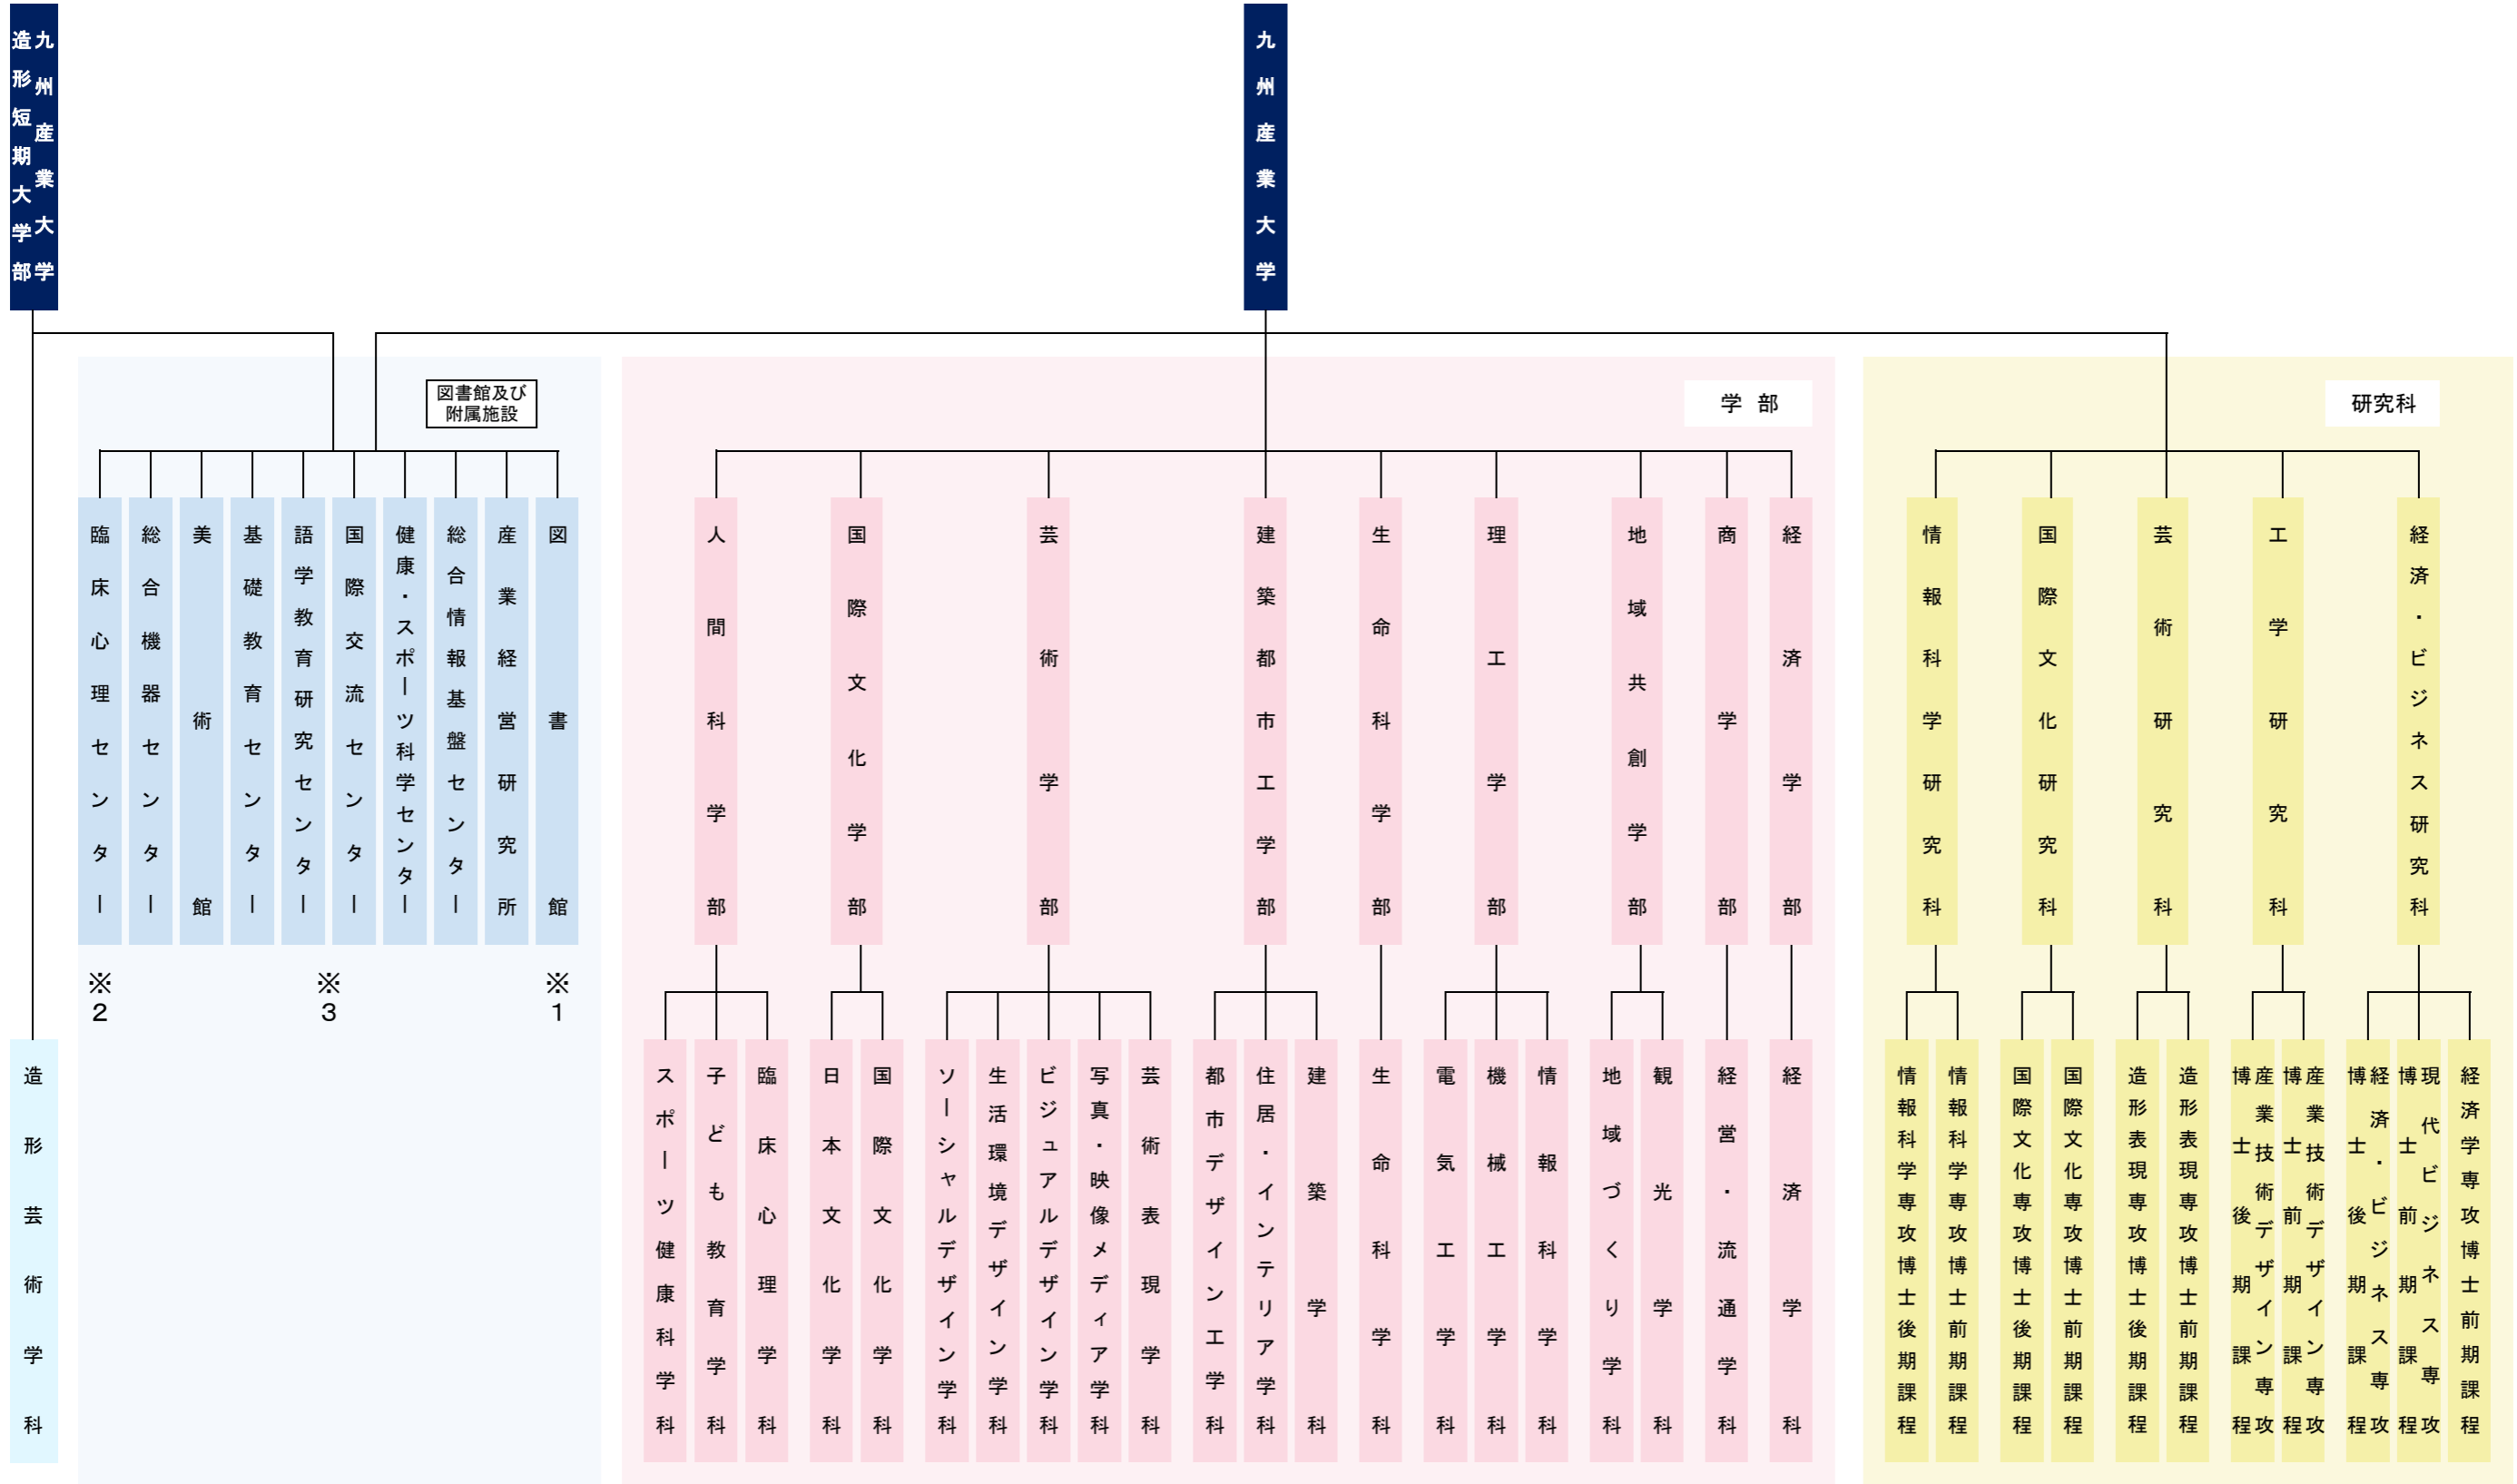 九州産業大学
造形短期大学部
九州産業大学
図書館及び
附属施設
学 部
研究科
図書館
産業経営研究所
総合情報基盤センター
健康・スポーツ科学センター
国際交流センター
語学教育研究センター
基礎教育センター
美術館
総合機器センター
臨床心理センター
※1
※3
※2
経済学部
商学部
地域共創学部
理工学部
生命科学部
建築都市工学部
芸術学部
国際文化学部
人間科学部
経済・ビジネス研究科
工学研究科
芸術研究科
国際文化研究科
情報科学研究科
経済学専攻博士前期課程
現代ビジネス専攻
博士前期課程
経済・ビジネス専攻
博士後期課程
産業技術デザイン専攻
博士前期課程
産業技術デザイン専攻
博士後期課程
造形表現専攻博士前期課程
造形表現専攻博士後期課程
国際文化専攻博士前期課程
国際文化専攻博士後期課程
情報科学専攻博士前期課程
情報科学専攻博士後期課程
経済学科
経営・流通学科
観光学科
地域づくり学科
情報科学科
機械工学科
電気工学科
生命科学科
建築学科
住居・インテリア学科
都市デザイン工学科
芸術表現学科
写真・映像メディア学科
ビジュアルデザイン学科
生活環境デザイン学科
ソーシャルデザイン学科
国際文化学科
日本文化学科
臨床心理学科
子ども教育学科
スポーツ健康科学科
造形芸術学科